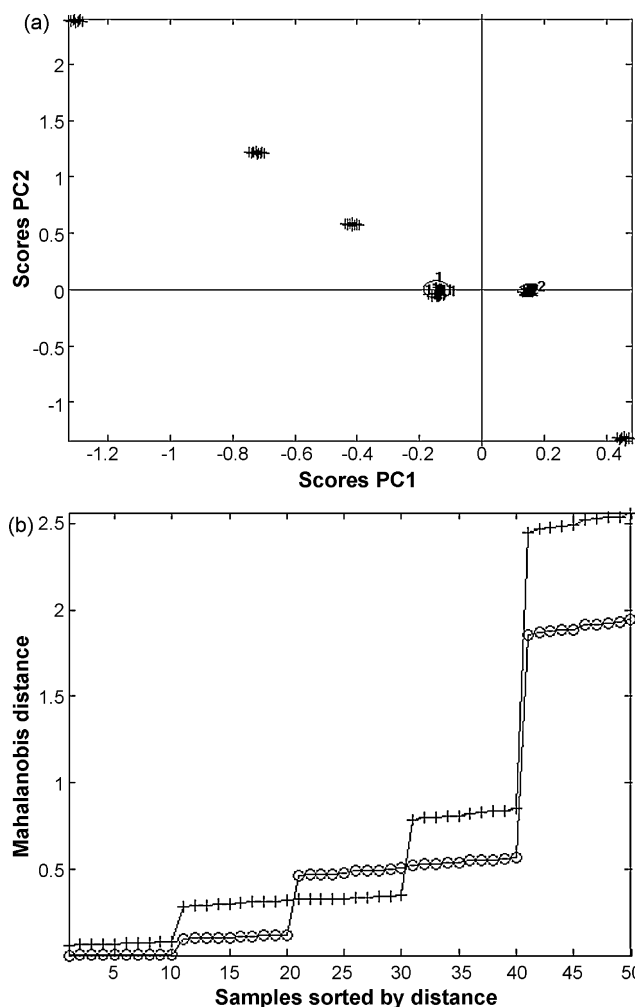 (a)
2
1.5
1
0.5
0
-0.5
-1
Scores PC2
1
2
-1.2 -1 -0.8 -0.6 -0.4 -0.2 0 0.2 0.4
Scores PC1
(b)
2.5
2
1.5
1
0.5
Mahalanobis distance
5 10 15 20 25 30 35 40 45 50
Samples sorted by distance